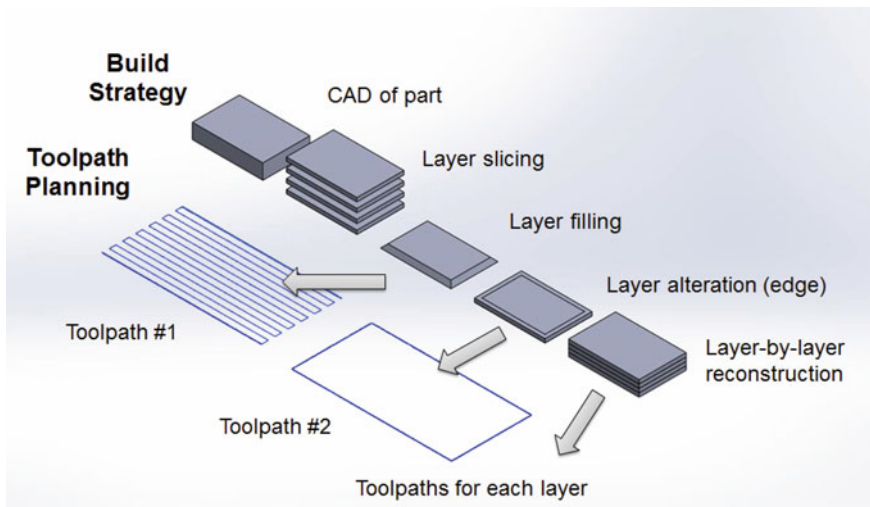 Build
Strategy
CAD of part
Toolpath
Planning
Layer slicing
Layer filling
Layer alteration (edge)
Toolpath #1
Layer-by-layer
reconstruction
Toolpath #2
Toolpaths for each layer